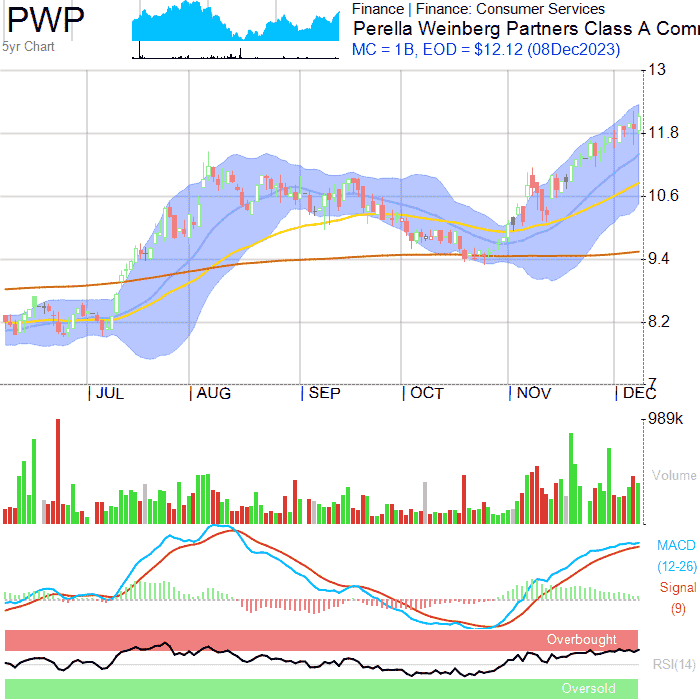 PWP
5yr Chart
Finance | Finance: Consumer Services
Perella Weinberg Partners Class A Com
MC = 1B, EOD = $12.12 (08Dec2023)
13
11.8
10.6
9.4
8.2
7
JUL
AUG
SEP
OCT
NOV
DEC
989k
Volume
MACD
(12-26)
Signal
(9)
Overbought
RSI(14)
Oversold